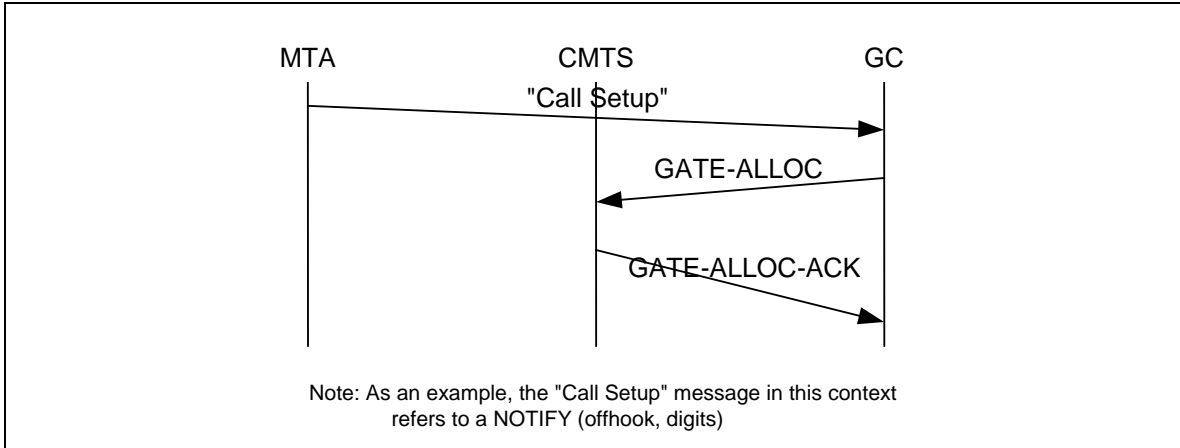 MTA CMTS GC
"Call Setup"
GATE-ALLOC
GATE-ALLOC-ACK
Note: As an example, the "Call Setup" message in this context
refers to a NOTIFY (offhook, digits)